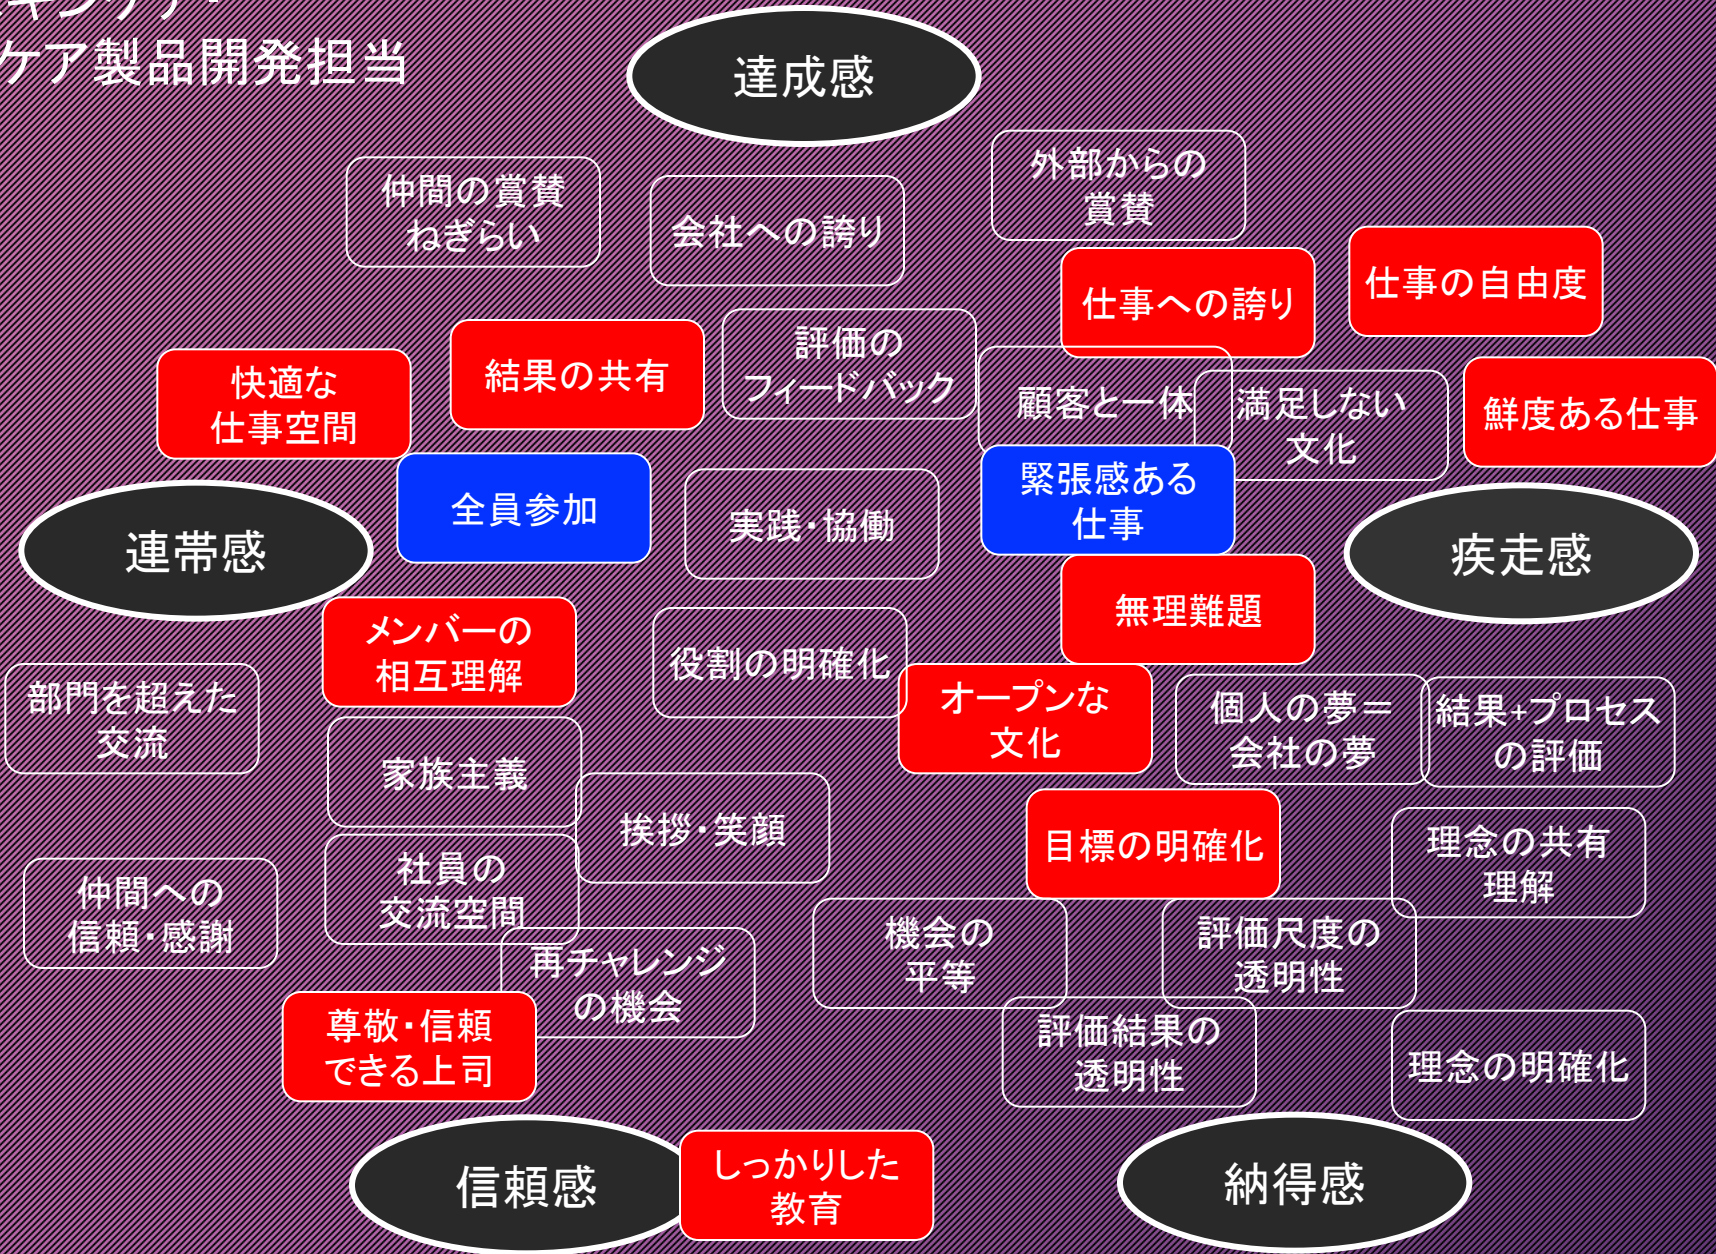 ケア製品開発担当
達成感
仲間の賞賛
ねぎらい
会社への誇り
外部からの
賞賛
仕事への誇り
仕事の自由度
快適な
仕事空間
結果の共有
評価の
フィードバック
顧客と一体
満足しない
文化
鮮度ある仕事
全員参加
実践・協働
緊張感ある
仕事
連帯感
疾走感
無理難題
メンバーの
相互理解
役割の明確化
部門を超えた
交流
オープンな
文化
個人の夢=
会社の夢
結果+プロセス
の評価
家族主義
挨拶・笑顔
目標の明確化
理念の共有
理解
仲間への
信頼・感謝
社員の
交流空間
再チャレンジ
の機会
機会の
平等
評価尺度の
透明性
尊敬・信頼
できる上司
評価結果の
透明性
理念の明確化
信頼感
しっかりした
教育
納得感